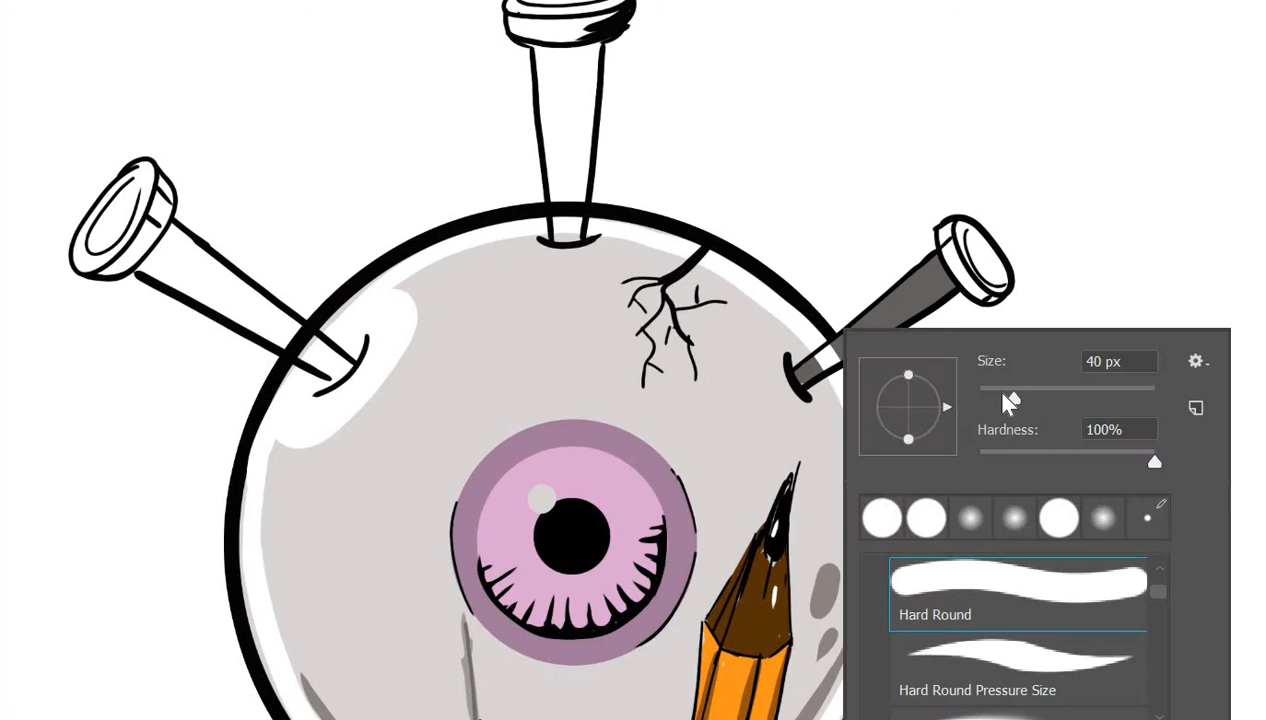 Size:
40 px
Hardness:
100%
Hard Round
Hard Round Pressure Size